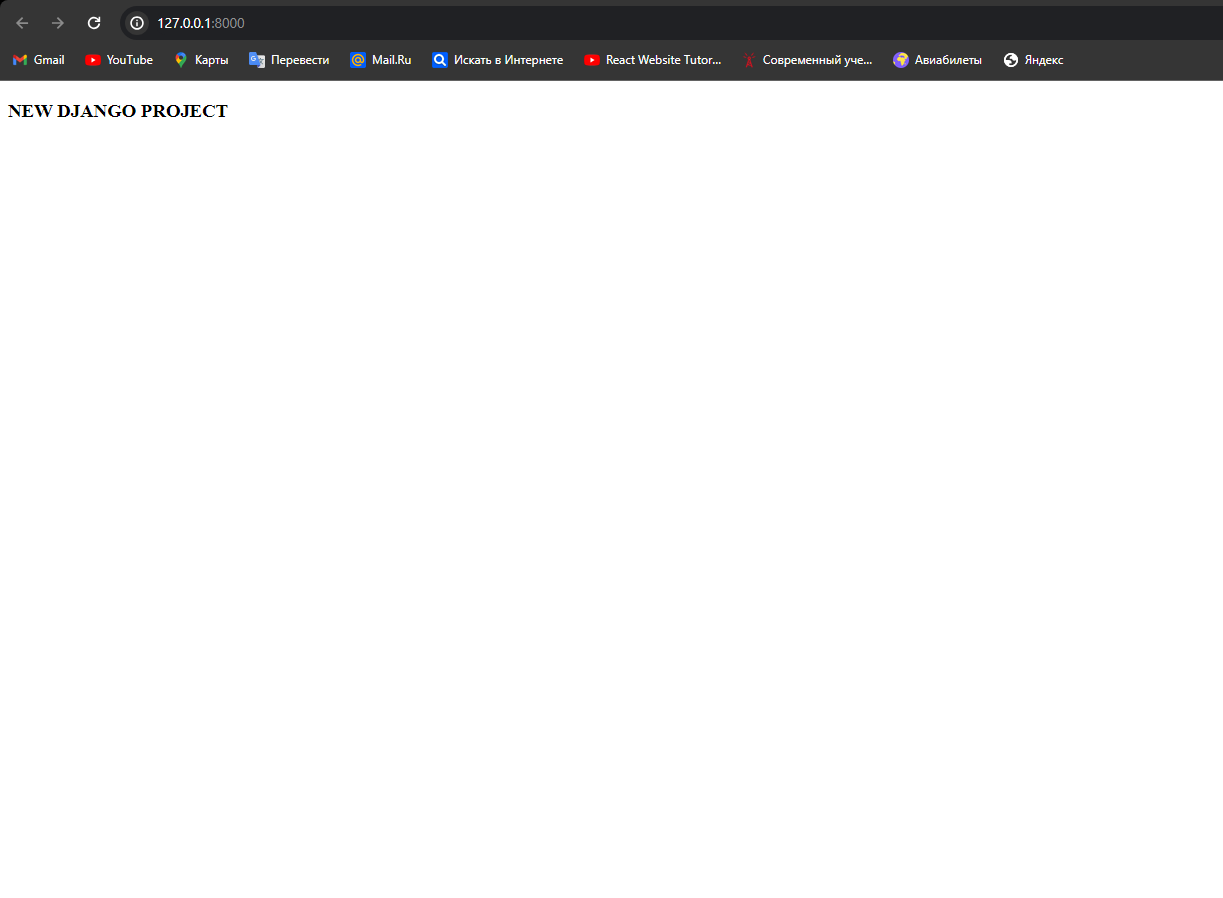 127.0.0.1:8000
Gmail YouTube Карты Перевести Mail.Ru Искать в Интернете React Website Tutor... Современный уче... Авиабилеты Яндекс
NEW DJANGO PROJECT